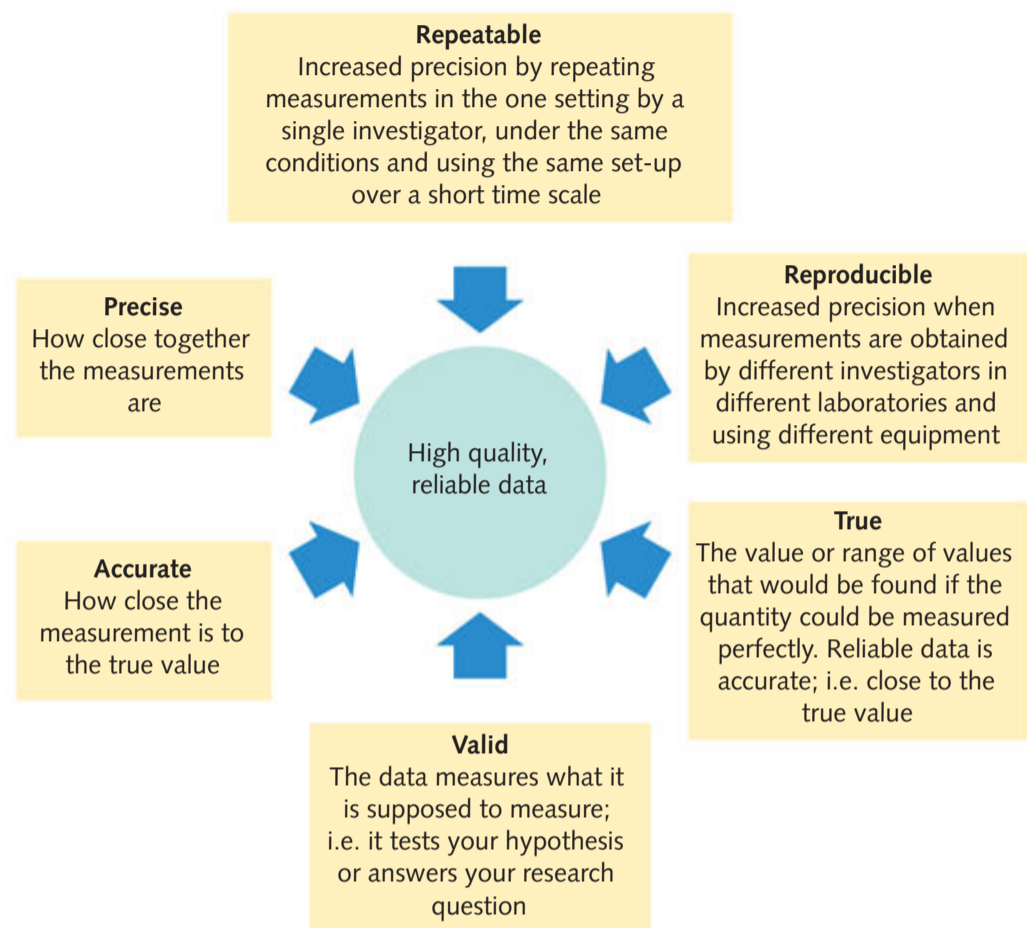 Repeatable
Increased precision by repeating
measurements in the one setting by a
single investigator, under the same
conditions and using the same set-up
over a short time scale
Precise
How close together
the measurements
are
Reproducible
Increased precision when
measurements are obtained
by different investigators in
different laboratories and
using different equipment
High quality,
reliable data
Accurate
How close the
measurement is to
the true value
True
The value or range of values
that would be found if the
quantity could be measured
perfectly. Reliable data is
accurate; i.e. close to the
true value
Valid
The data measures what it
is supposed to measure;
i.e. it tests your hypothesis
or answers your research
question